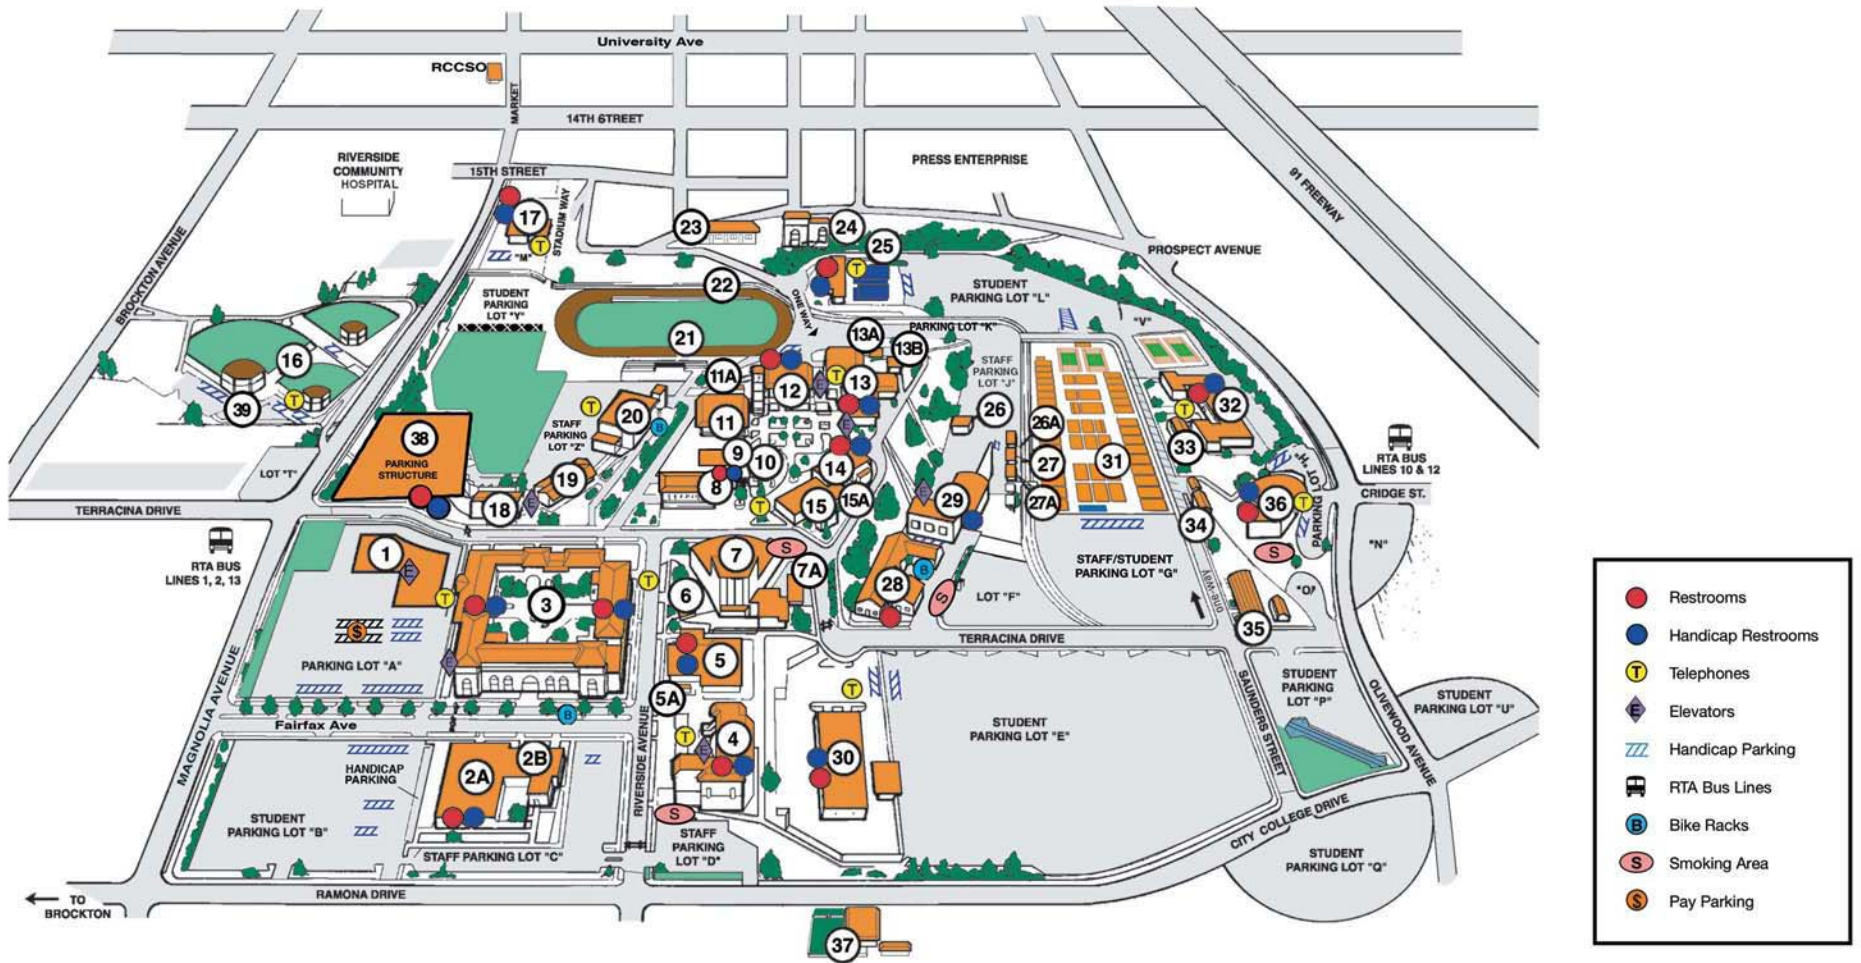 University Ave
RCCSO
MARKET
14TH STREET
RIVERSIDE
COMMUNITY
HOSPITAL
15TH STREET
PRESS ENTERPRISE
91 FREEWAY
BROCKTON AVENUE
17
T
"M"
STADIUM WAY
23
24
25
T
PROSPECT AVENUE
STUDENT
PARKING
LOT "Y"
22
21
ONE WAY
STUDENT
PARKING LOT "L"
PARKING LOT "K"
"V"
16
39
T
13A
13B
STAFF
PARKING
LOT "J"
11A
12
E
T
13
E
11
20
T
B
STAFF
PARKING
LOT "Z"
38
PARKING
STRUCTURE
LOT "T"
26
26A
27
27A
31
32
T
33
34
36
T
S
PARKING LOT "H"
RTA BUS
LINES 10 & 12
CRIDGE ST.
9
10
8
14
15
15A
T
29
E
19
18
E
TERRACINA DRIVE
RTA BUS
LINES 1, 2, 13
1
E
T
3
T
7
S
7A
6
28
B
S
LOT "F"
STAFF/STUDENT
PARKING LOT "G"
one-way
"N"
"O"
35
TERRACINA DRIVE
$
PARKING LOT "A"
E
5
5A
T
E
4
S
T
30
STUDENT
PARKING LOT "E"
SAUNDERS STREET
STUDENT
PARKING
LOT "P"
OLIVEWOOD AVENUE
STUDENT
PARKING LOT "U"
MAGNOLIA AVENUE
Fairfax Ave
B
RIVERSIDE AVENUE
HANDICAP
PARKING
2A
2B
STUDENT
PARKING LOT "B"
STAFF PARKING LOT "C"
STAFF
PARKING
LOT "D"
CITY COLLEGE DRIVE
STUDENT
PARKING LOT "Q"
RAMONA DRIVE
TO
BROCKTON
37
Restrooms
Handicap Restrooms
T Telephones
E Elevators
Handicap Parking
RTA Bus Lines
B Bike Racks
S Smoking Area
$ Pay Parking